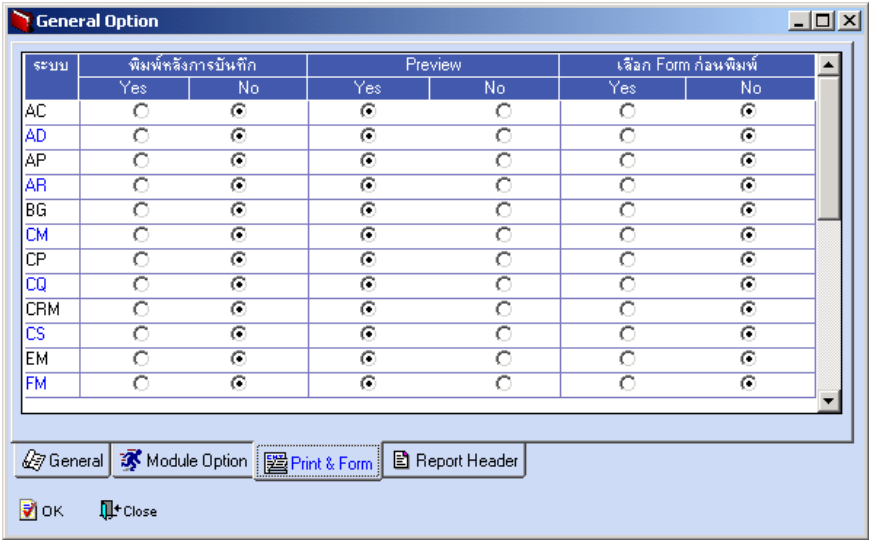 General Option
ระบบ พิมพ์หลังการบันทึก Preview เลือก Form ก่อนพิมพ์
Yes No Yes No Yes No
AC
AD
AP
AR
BG
CM
CP
CQ
CRM
CS
EM
FM
General Module Option Print & Form Report Header
OK Close